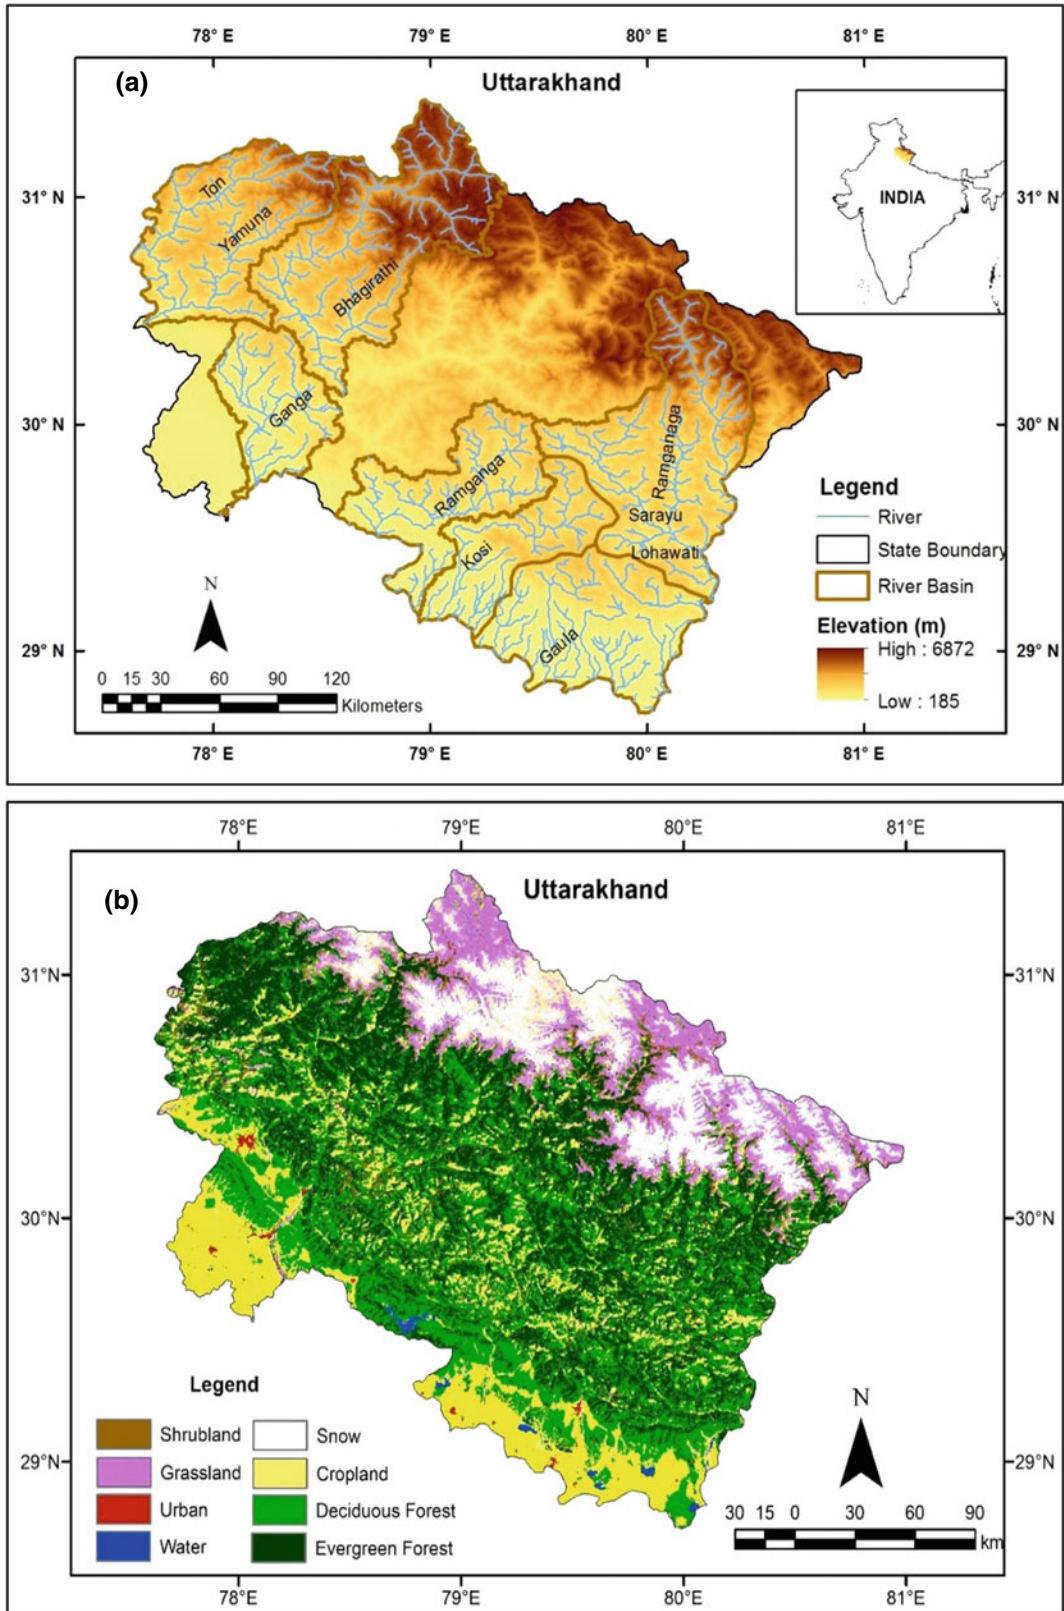 78° E 79° E 80° E 81° E
(a)
Uttarakhand
INDIA
31° N 31° N
Ton
Yamuna
Bhagirathi
Ganga
30° N 30° N
Ramganga
Ramganaga
Sarayu
Lohawati
Kosi
Gaula
Legend
River
State Boundary
River Basin
N
29° N 29° N
Elevation (m)
High : 6872
Low : 185
0 15 30 60 90 120
Kilometers
78° E 79° E 80° E 81° E
78°E 79°E 80°E 81°E
(b)
Uttarakhand
31°N 31°N
30°N 30°N
Legend
Shrubland Snow
Grassland Cropland
Urban Deciduous Forest
Water Evergreen Forest
N
29°N 29°N
30 15 0 30 60 90
km
78°E 79°E 80°E 81°E